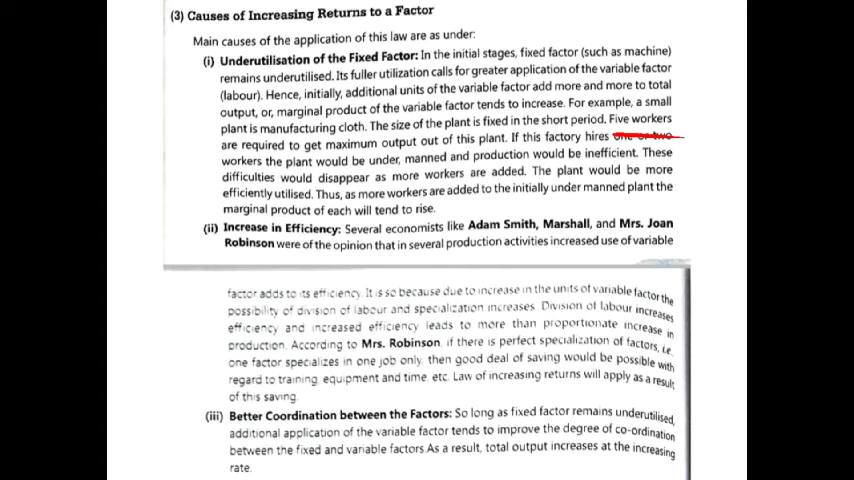 (3) Causes of Increasing Returns to a Factor
Main causes of the application of this law are as under:
(i) Underutilisation of the Fixed Factor: In the initial stages, fixed factor (such as machine)
remains underutilised. Its fuller utilization calls for greater application of the variable factor
(labour). Hence, initially, additional units of the variable factor add more and more to total
output, or, marginal product of the variable factor tends to increase. For example, a small
plant is manufacturing cloth. The size of the plant is fixed in the short period. Five workers
are required to get maximum output out of this plant. If this factory hires one or two
workers the plant would be under, manned and production would be inefficient. These
difficulties would disappear as more workers are added. The plant would be more
efficiently utilised. Thus, as more workers are added to the initially under manned plant the
marginal product of each will tend to rise.
(ii) Increase in Efficiency: Several economists like Adam Smith, Marshall, and Mrs. Joan
Robinson were of the opinion that in several production activities increased use of variable
factor adds to its efficiency. It is so because due to increase in the units of variable factor the
possibility of division of labour and specialization increases. Division of labour increases
efficiency and increased efficiency leads to more than proportionate increase in
production. According to Mrs. Robinson, if there is perfect specialization of factors, i.e.
one factor specializes in one job only, then good deal of saving would be possible with
regard to training, equipment and time, etc. Law of increasing returns will apply as a result
of this saving.
(iii) Better Coordination between the Factors: So long as fixed factor remains underutilised,
additional application of the variable factor tends to improve the degree of co-ordination
between the fixed and variable factors.As a result, total output increases at the increasing
rate.